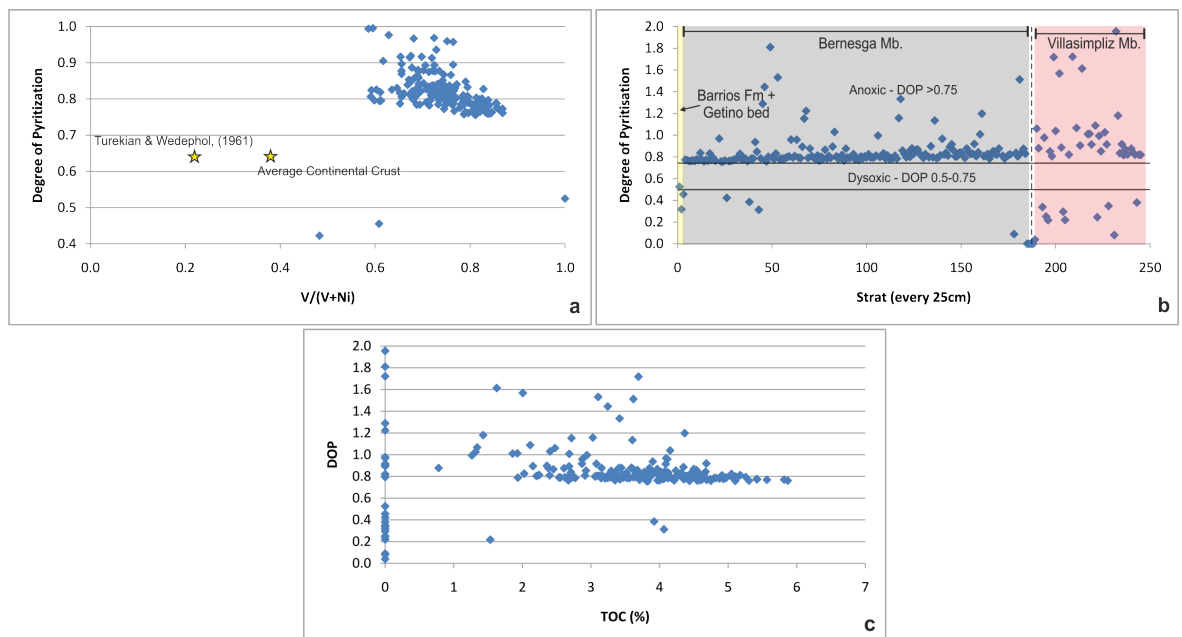 1.0
0.9
0.8
0.7
0.6
0.5
0.4
Degree of Pyritization
Turekian & Wedephol, (1961)
Average Continental Crust
0.0
0.2
0.4
0.6
0.8
1.0
V/(V+Ni)
a
2.0
1.8
1.6
1.4
1.2
1.0
0.8
0.6
0.4
0.2
0.0
Degree of Pyritisation
Bernesga Mb.
Villasimpliz Mb.
Anoxic - DOP >0.75
Barrios Fm +
Getino bed
Dysoxic - DOP 0.5-0.75
0
50
100
150
200
250
Strat (every 25cm)
b
2.0
1.8
1.6
1.4
1.2
1.0
0.8
0.6
0.4
0.2
0.0
DOP
0
1
2
3
4
5
6
7
TOC (%)
c